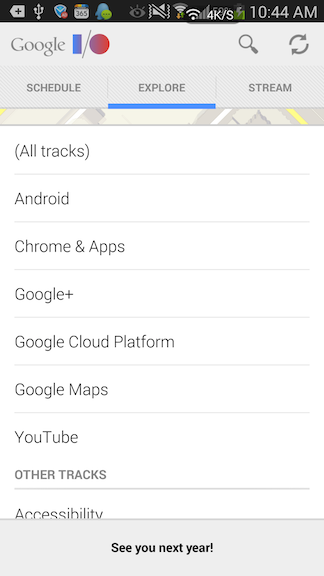 365
4K/S
10:44 AM
Google I/O
SCHEDULE
EXPLORE
STREAM
(All tracks)
Android
Chrome & Apps
Google+
Google Cloud Platform
Google Maps
YouTube
OTHER TRACKS
Accessibility
See you next year!